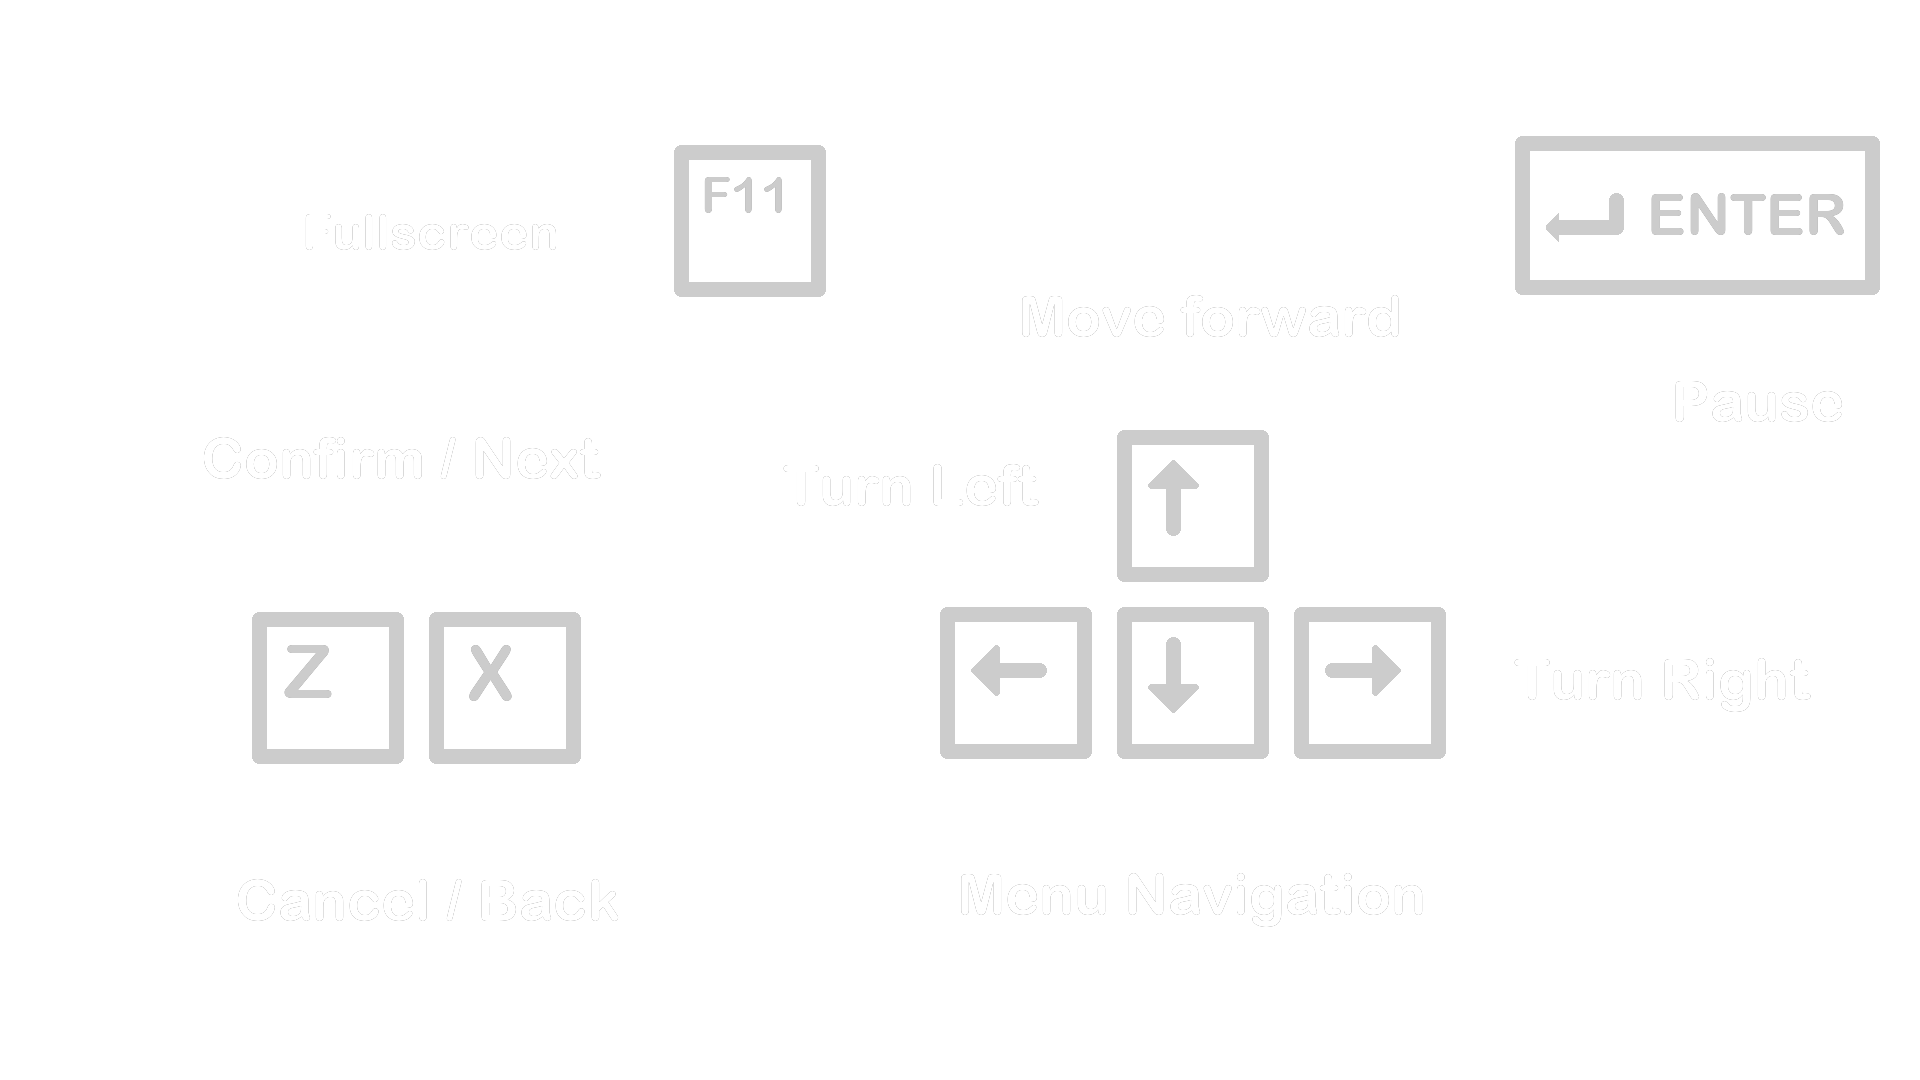 F11
ENTER
Fullscreen
Move forward
Pause
Confirm / Next
Turn Left
Z
X
Turn Right
Cancel / Back
Menu Navigation